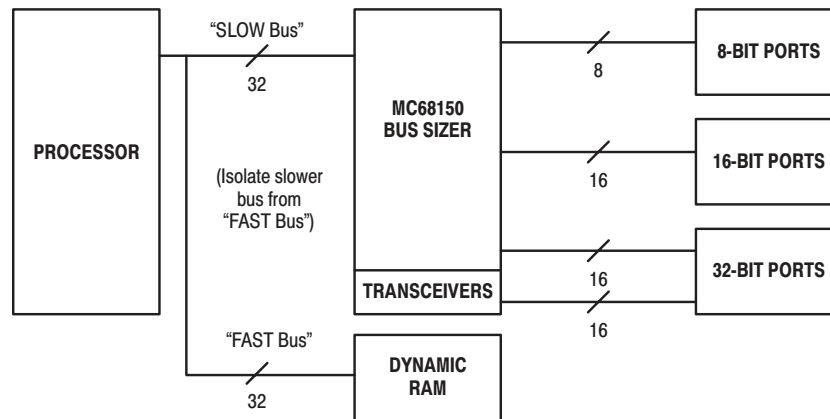 “SLOW Bus”
32
PROCESSOR
(Isolate slower
bus from
“FAST Bus”)
“FAST Bus”
32
MC68150
BUS SIZER
TRANSCEIVERS
DYNAMIC
RAM
8
16
16
16
8-BIT PORTS
16-BIT PORTS
32-BIT PORTS